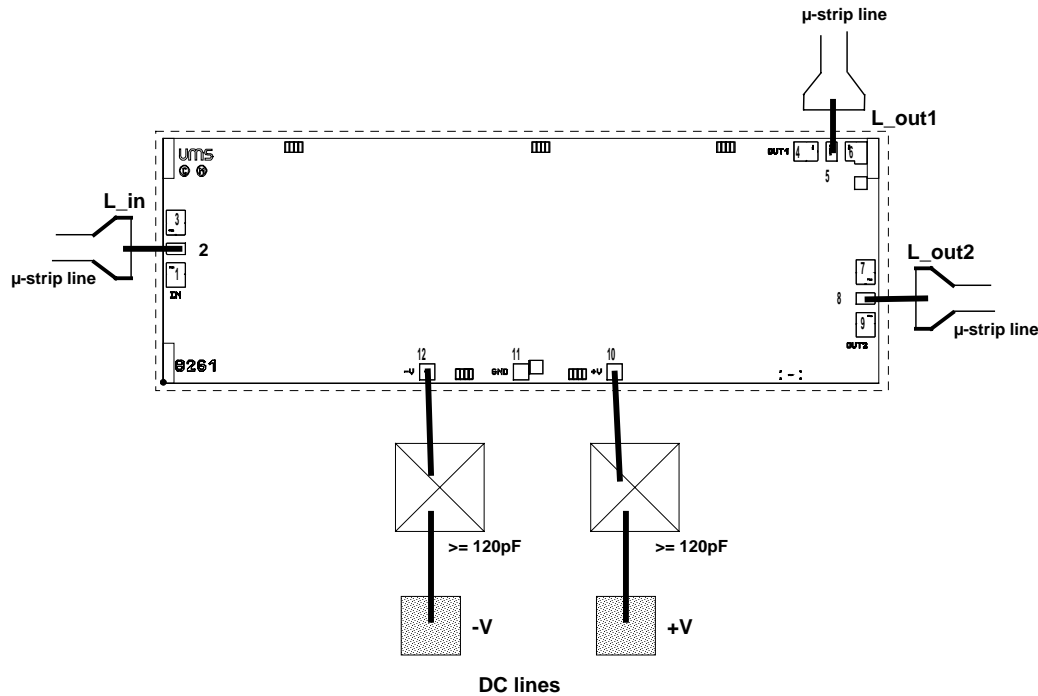 µ-strip line
L_out1
ums
© M
OUT1 4 5 6
L_in
3
2
1
IN
µ-strip line
L_out2
7
8
9
OUT2
µ-strip line
8261
12
-V
11
GND
10
+V
>= 120pF
>= 120pF
-V
+V
DC lines